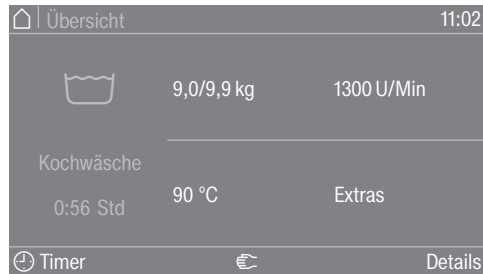 Übersicht 11:02
9,0/9,9 kg 1300 U/Min
Kochwäsche
0:56 Std
90 °C Extras
Timer Details